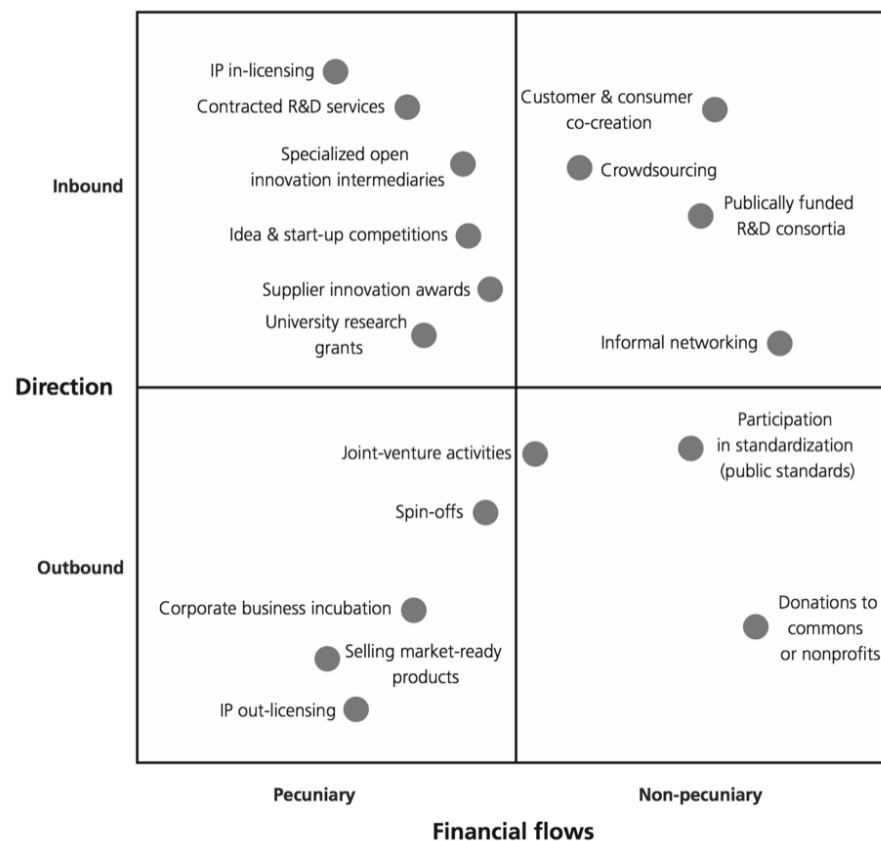 IP in-licensing
Contracted R&D services
Specialized open
innovation intermediaries
Idea & start-up competitions
Supplier innovation awards
University research
grants
Customer & consumer
co-creation
Crowdsourcing
Publically funded
R&D consortia
Informal networking
Inbound
Direction
Joint-venture activities
Spin-offs
Corporate business incubation
Selling market-ready
products
IP out-licensing
Participation
in standardization
(public standards)
Donations to
commons
or nonprofits
Outbound
Pecuniary
Non-pecuniary
Financial flows